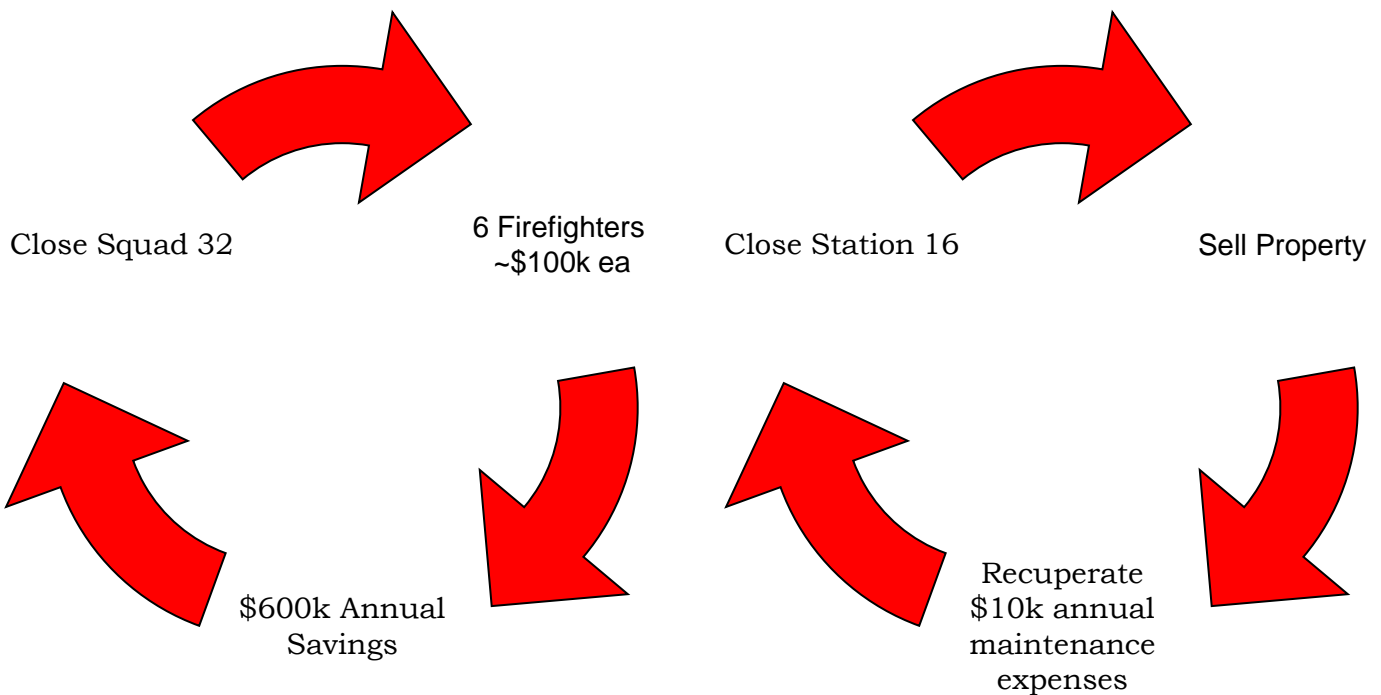 Close Squad 32
6 Firefighters
~$100k ea
$600k Annual
Savings
Close Station 16
Sell Property
Recuperate
$10k annual
maintenance
expenses